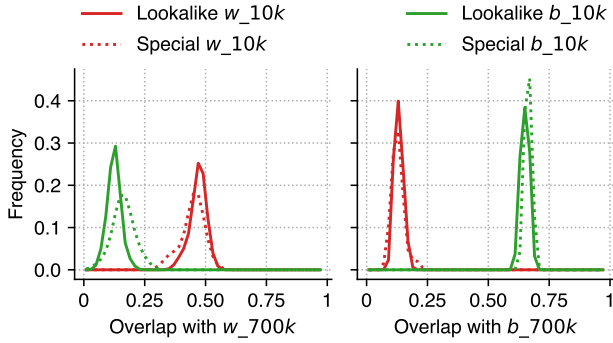 Lookalike w_10k
Special w_10k
Lookalike b_10k
Special b_10k
Frequency
0.4
0.3
0.2
0.1
0.0
0 0.25 0.50 0.75 1
Overlap with w_700k
0 0.25 0.50 0.75 1
Overlap with b_700k